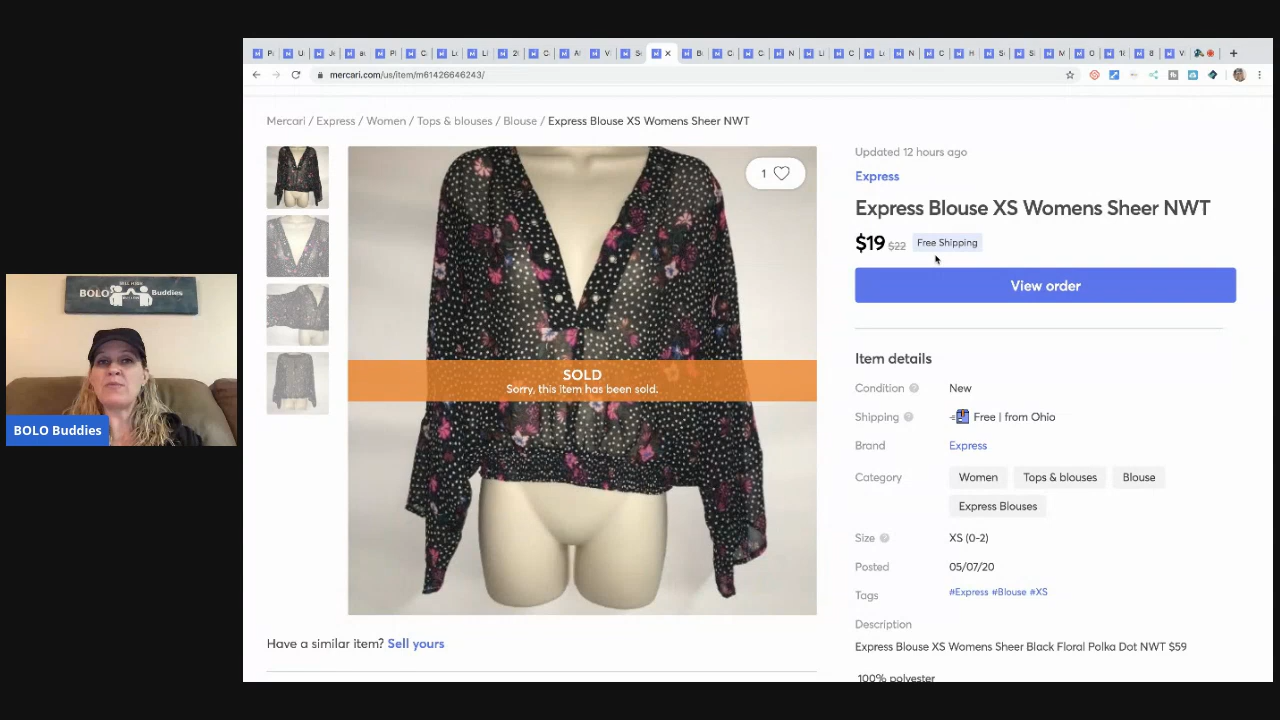 mercari.com/us/item/m61426646243/
Mercari / Express / Women / Tops & blouses / Blouse / Express Blouse XS Womens Sheer NWT
1
Updated 12 hours ago
Express
Express Blouse XS Womens Sheer NWT
$19 $22 Free Shipping
View order
SOLD
Sorry, this item has been sold.
Item details
Condition New
Shipping Free | from Ohio
Brand Express
Category Women Tops & blouses Blouse
Express Blouses
Size XS (0-2)
Posted 05/07/20
Tags #Express #Blouse #XS
Description
Express Blouse XS Womens Sheer Black Floral Polka Dot NWT $59
100% polyester
Have a similar item? Sell yours
BOLO Buddies
BOLO Buddies